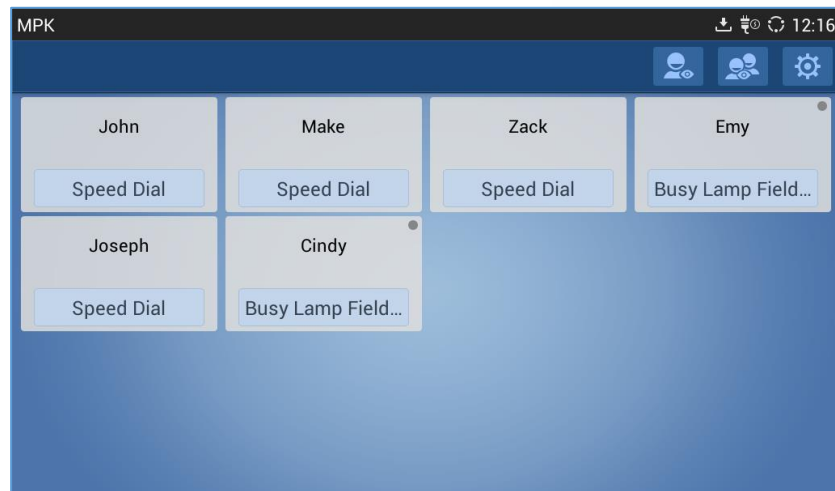 MPK 12:16
John Make Zack Emy
Speed Dial Speed Dial Speed Dial Busy Lamp Field...
Joseph Cindy
Speed Dial Busy Lamp Field...